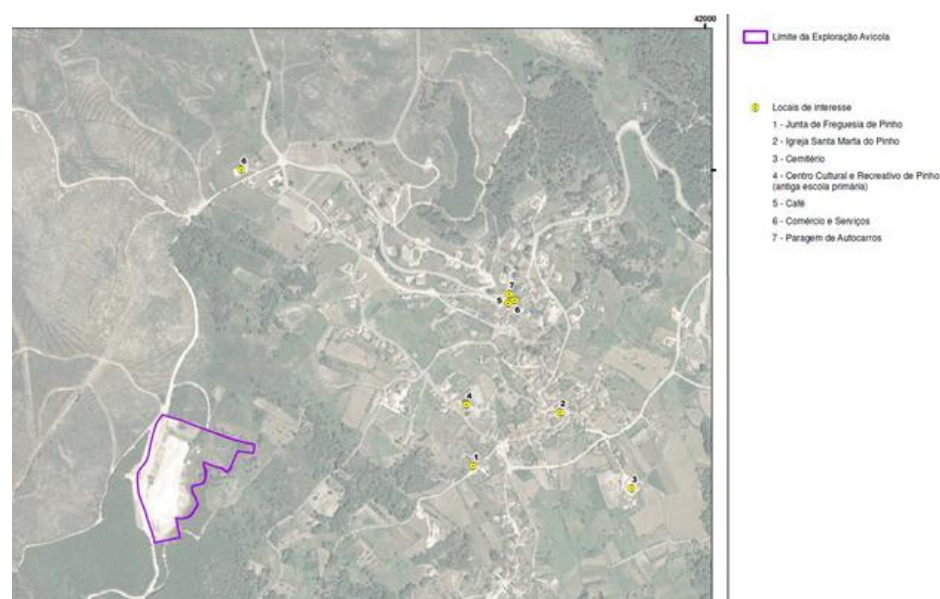 42000
Limite da Exploração Avícola
Locais de interesse
1 - Junta de Freguesia de Pinho
2 - Igreja Santa Marta do Pinho
3 - Cemitério
4 - Centro Cultural e Recreativo de Pinho
(antiga escola primária)
5 - Café
6 - Comércio e Serviços
7 - Paragem de Autocarros
6
7
5
6
4
2
1
3